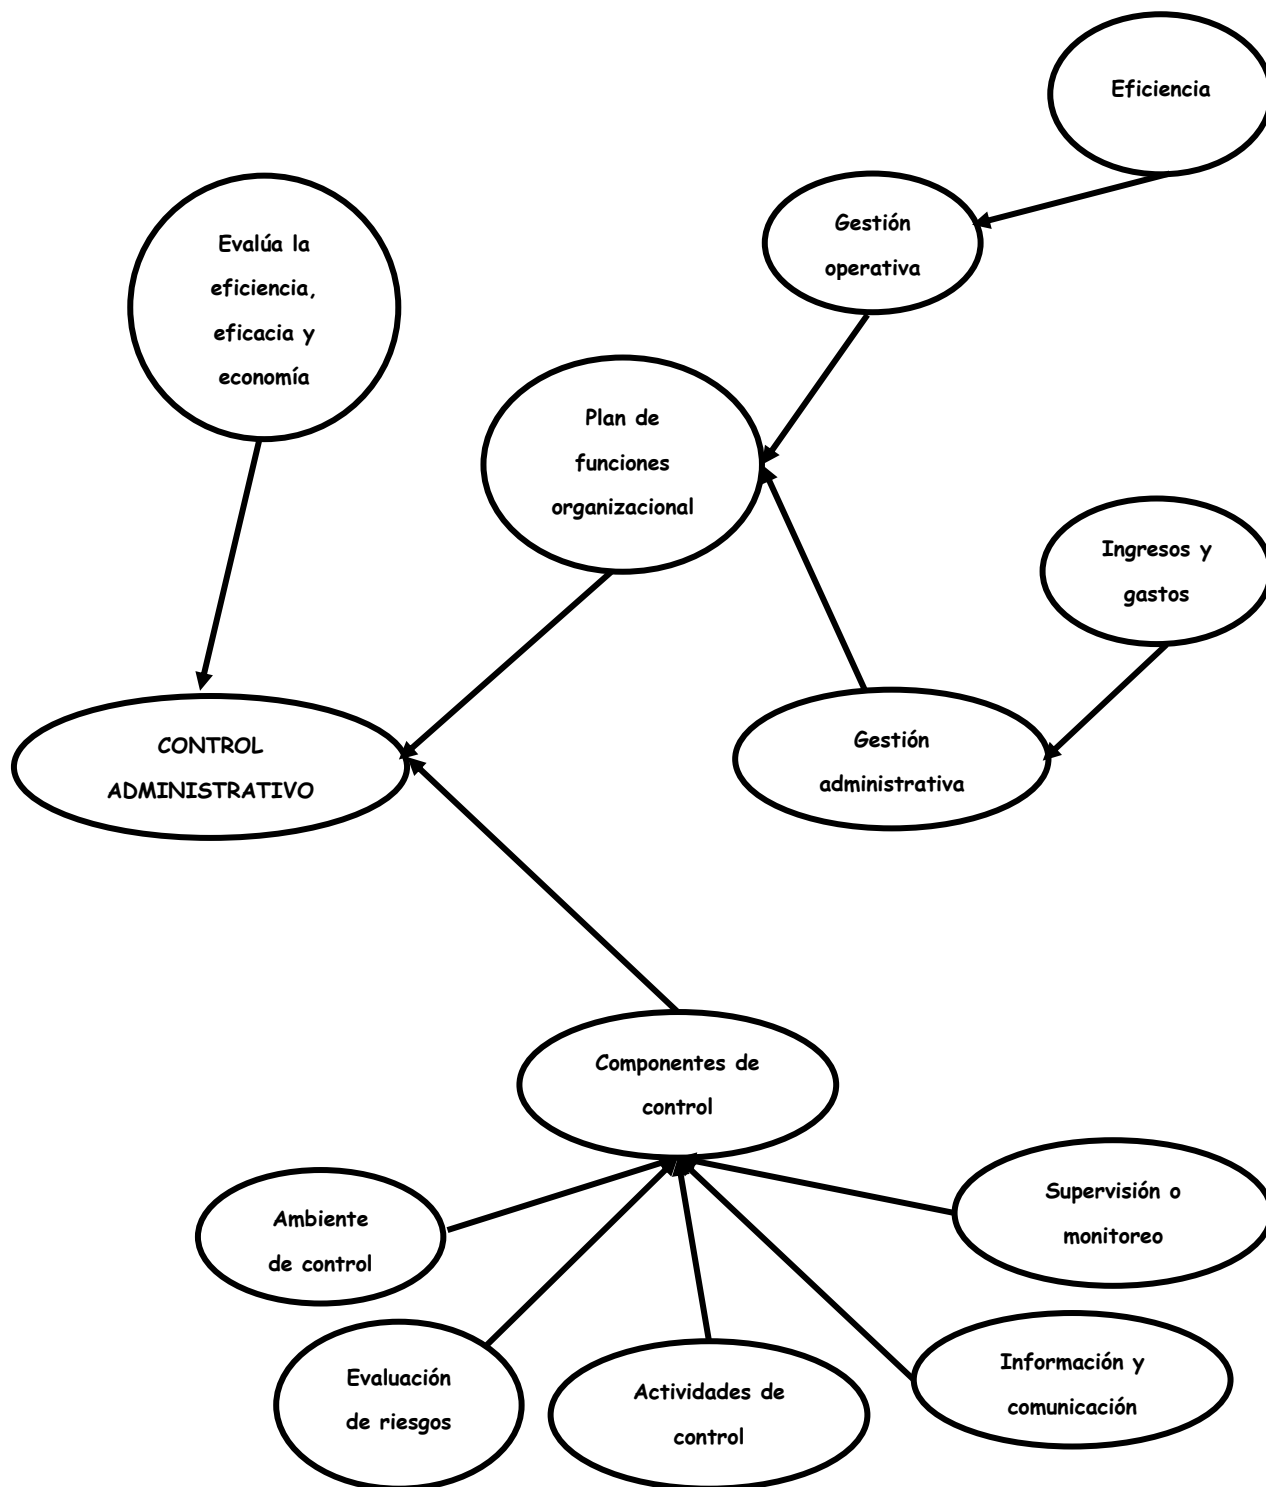 Eficiencia
Gestión
operativa
Evalúa la
eficiencia,
eficacia y
economía
Plan de
funciones
organizacional
Ingresos y
gastos
CONTROL
ADMINISTRATIVO
Gestión
administrativa
Componentes de
control
Supervisión o
monitoreo
Ambiente
de control
Evaluación
de riesgos
Actividades de
control
Información y
comunicación